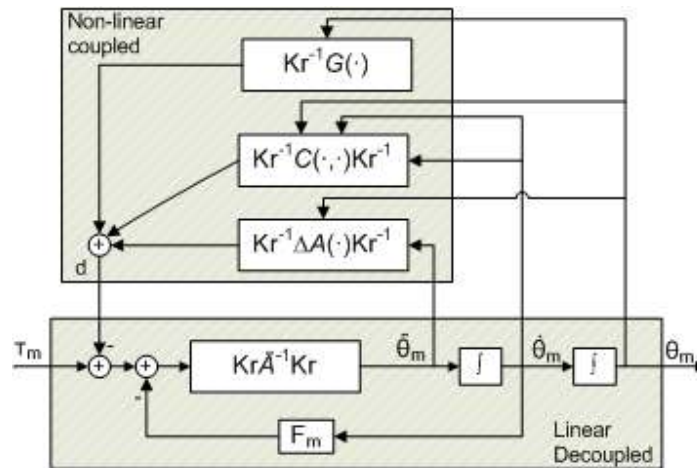 Non-linear
coupled
Kr⁻¹G(·)
Kr⁻¹C(·,·)Kr⁻¹
Kr⁻¹ΔA(·)Kr⁻¹
+
d
-
τm
+
+
-
KrĀ⁻¹Kr
θ̈m
∫
θ̇m
∫
θm
Fm
Linear
Decoupled